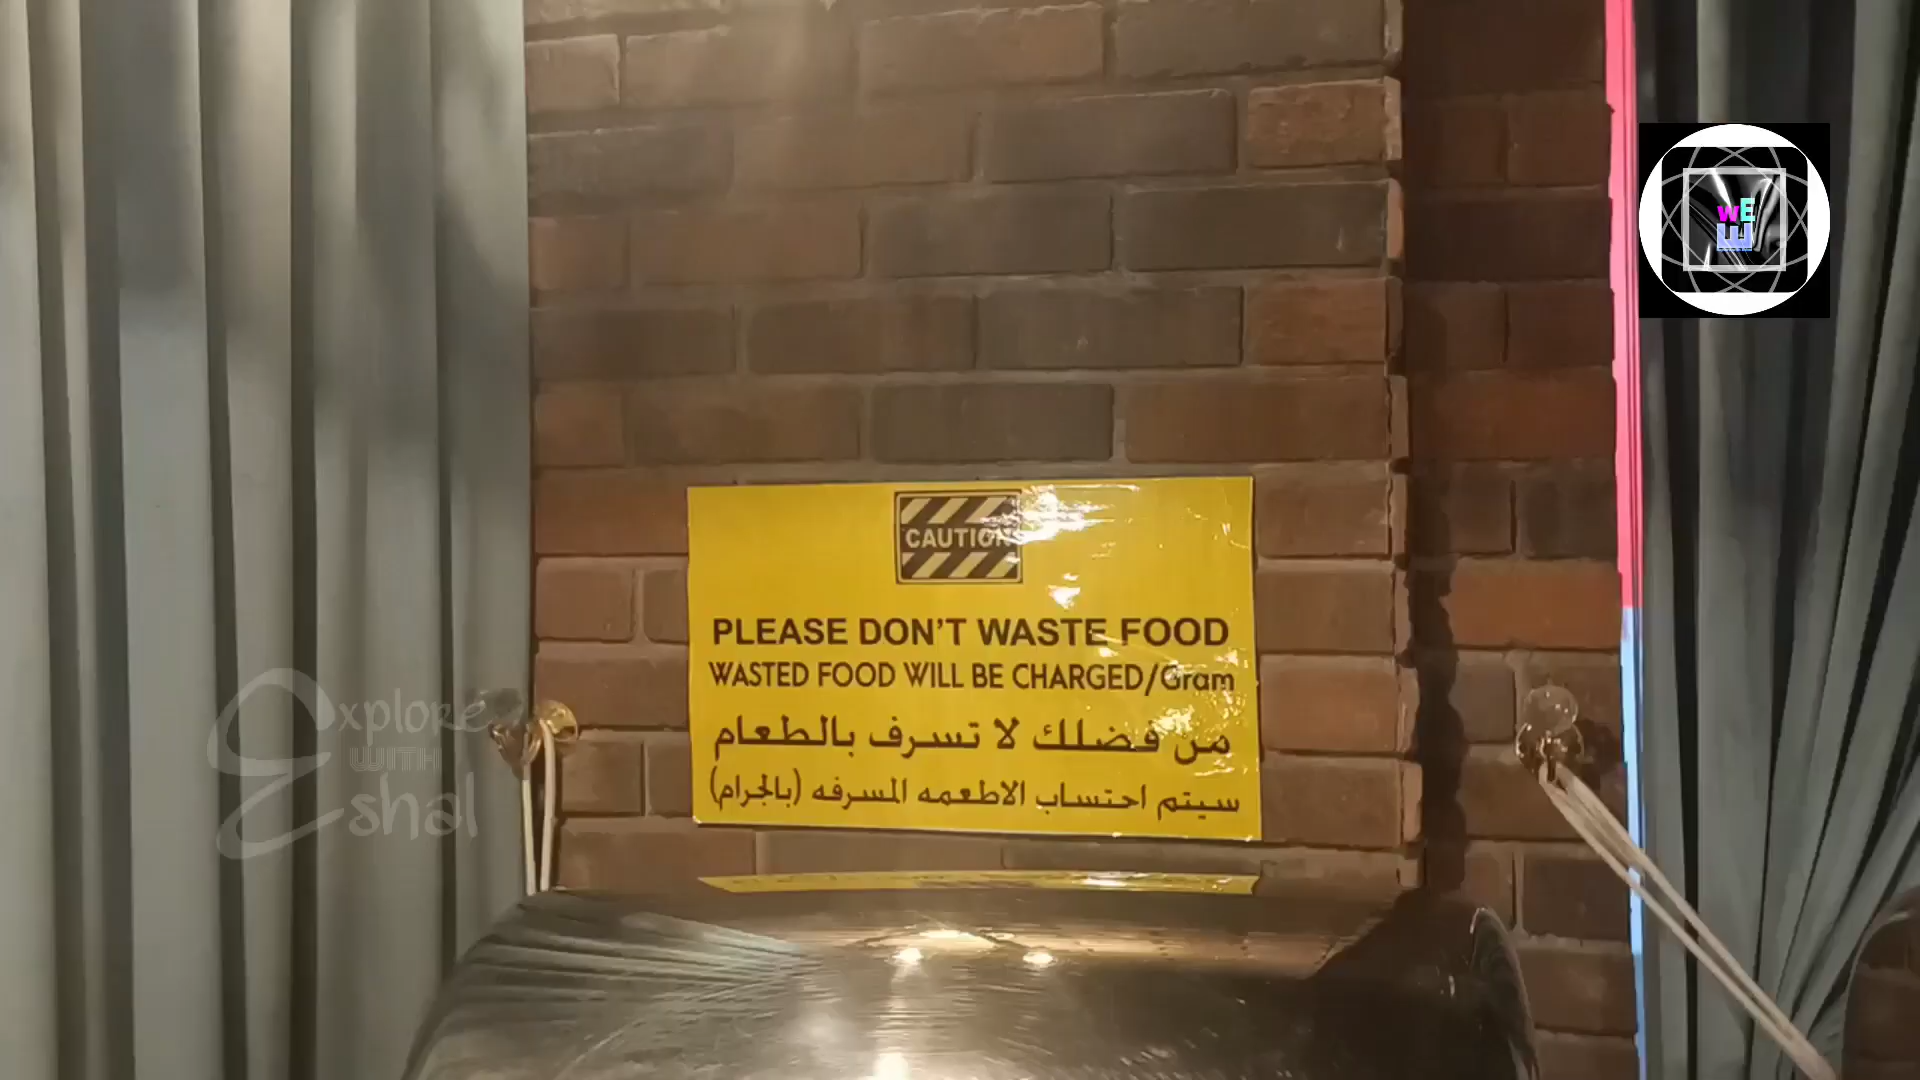 CAUTION
PLEASE DON'T WASTE FOOD
WASTED FOOD WILL BE CHARGED/Gram
من فضلك لا تسرف بالطعام
سيتم احتساب الاطعمه المسرفه (بالجرام)
Explore
WITH
Eshal
WE